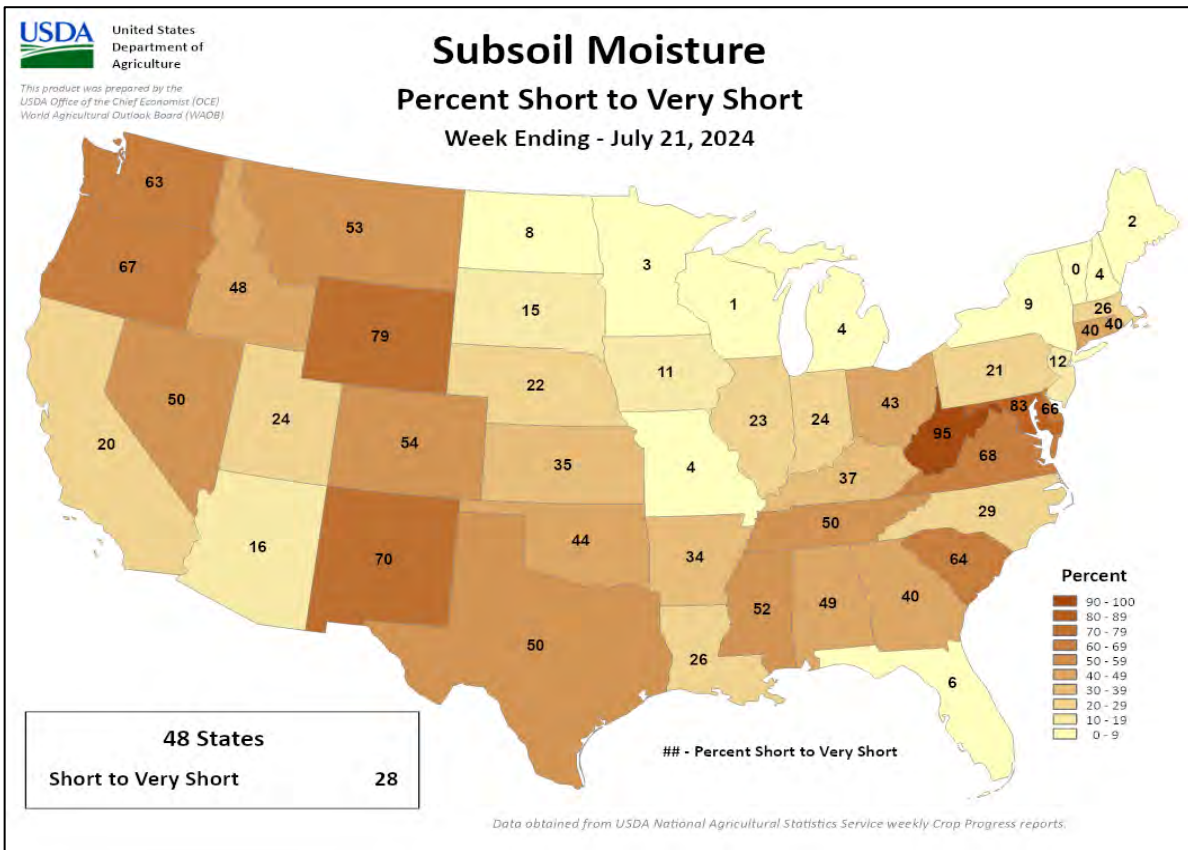 USDA
United States
Department of
Agriculture
This product was prepared by the
USDA Office of the Chief Economist (OCE)
World Agricultural Outlook Board (WAOB)
Subsoil Moisture
Percent Short to Very Short
Week Ending - July 21, 2024
63
53
8
3
2
67
48
15
1
4
9
0
4
26
40
40
79
22
11
21
12
50
24
54
23
24
43
83
66
20
35
4
95
68
37
16
70
44
34
50
29
52
49
40
64
50
26
6
Percent
90 - 100
80 - 89
70 - 79
60 - 69
50 - 59
40 - 49
30 - 39
20 - 29
10 - 19
0 - 9
48 States
Short to Very Short 28
## - Percent Short to Very Short
Data obtained from USDA National Agricultural Statistics Service weekly Crop Progress reports.